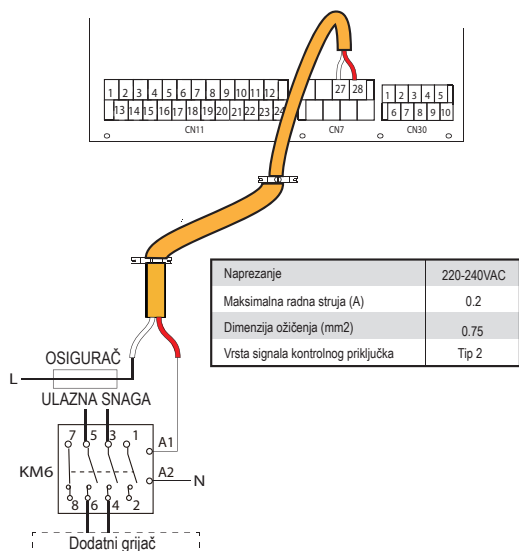 27 28
1 2 3 4 5 6 7 8 9 10 11 12
13 14 15 16 17 18 19 20 21 22 23 24
1 2 3 4 5
6 7 8 9 10
CN11
CN7
CN30
Naprezanje 220-240VAC
Maksimalna radna struja (A) 0.2
Dimenzija ožičenja (mm2) 0.75
Vrsta signala kontrolnog priključka Tip 2
OSIGURAČ
L
ULAZNA SNAGA
7 5 3 1
A1
KM6
A2
N
8 6 4 2
Dodatni grijač